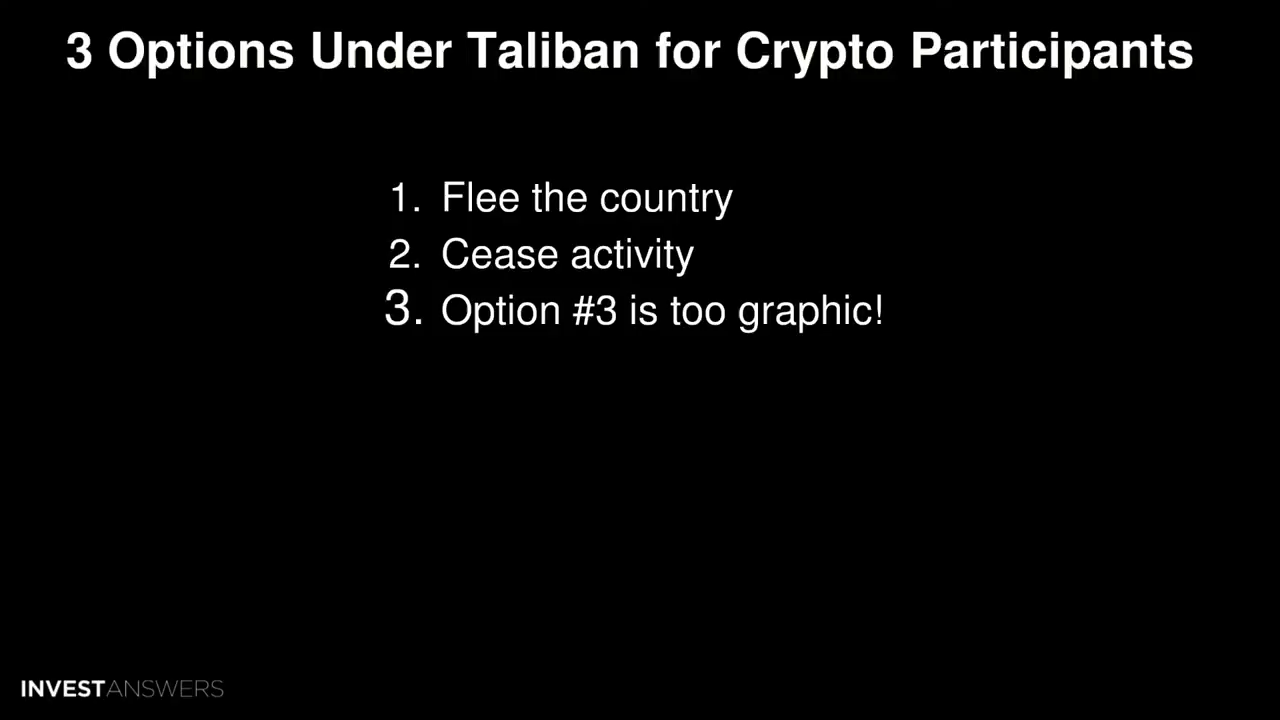 3 Options Under Taliban for Crypto Participants
1. Flee the country
2. Cease activity
3. Option #3 is too graphic!
INVESTANSWERS